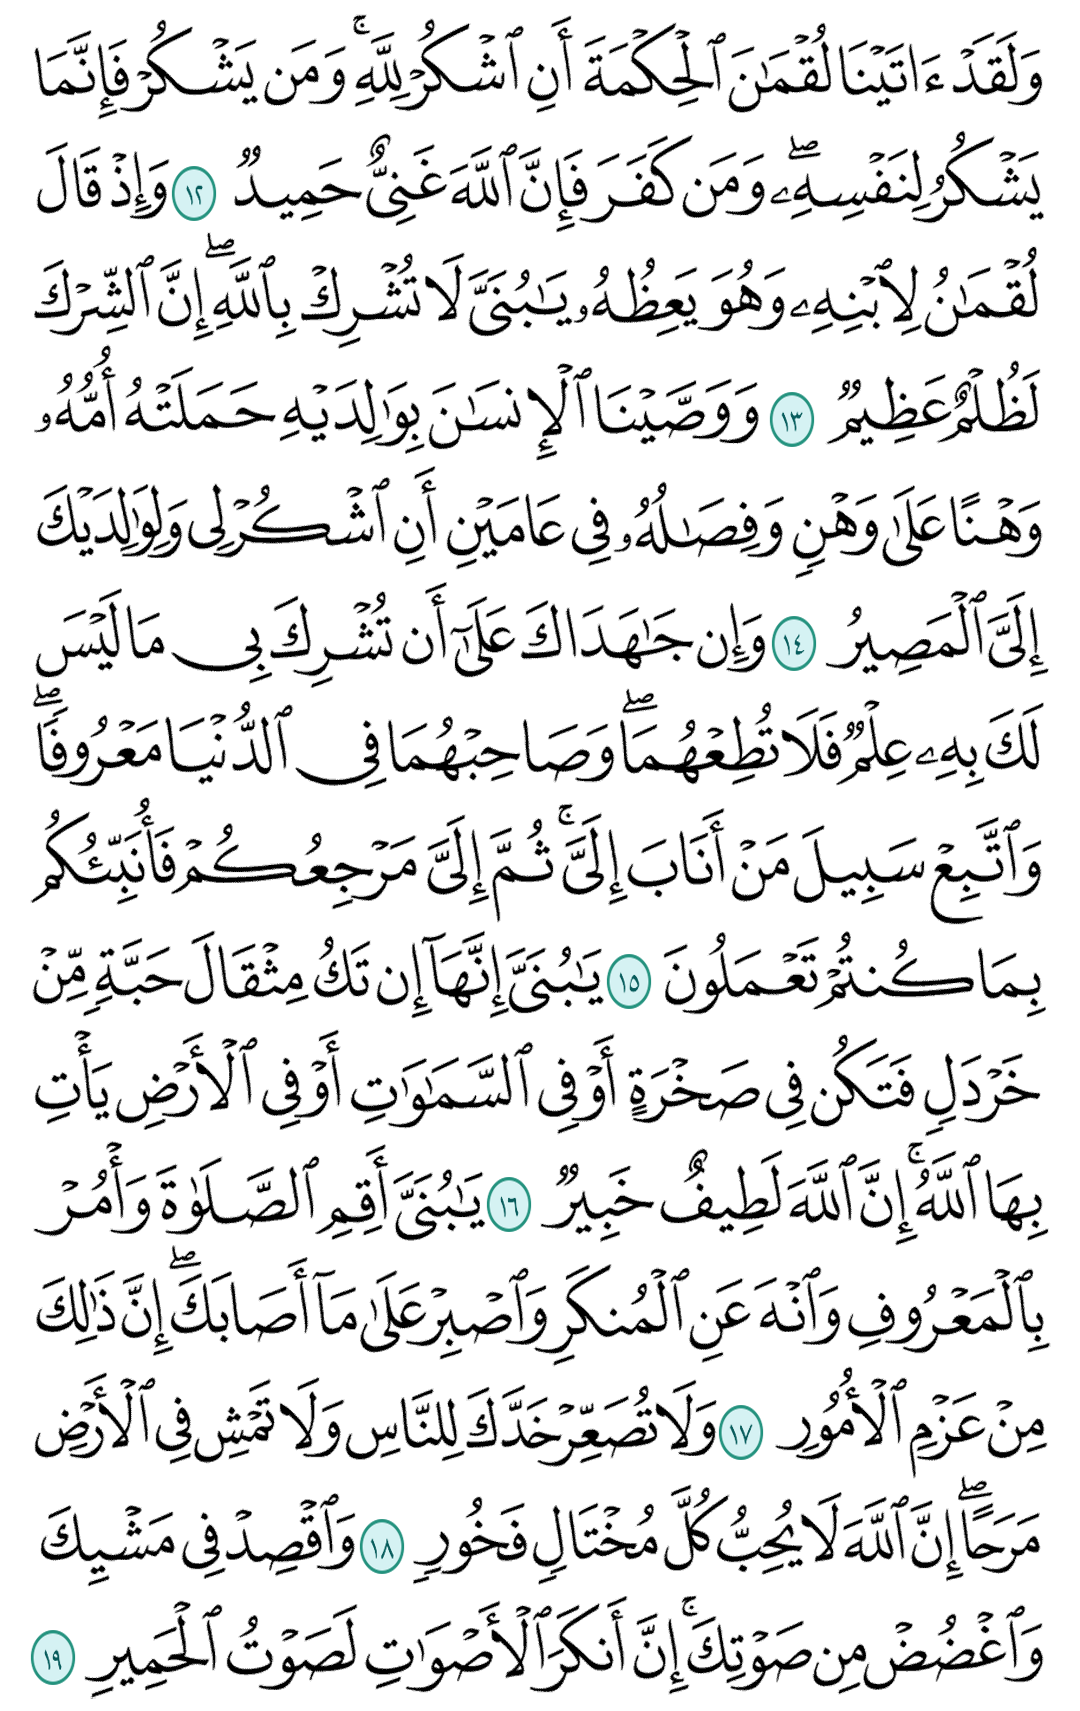 وَلَقَدْ ءَاتَيْنَا لُقْمَـٰنَ ٱلْحِكْمَةَ أَنِ ٱشْكُرْ لِلَّهِ ۚ وَمَن يَشْكُرْ فَإِنَّمَا
يَشْكُرُ لِنَفْسِهِۦ ۖ وَمَن كَفَرَ فَإِنَّ ٱللَّهَ غَنِىٌّ حَمِيدٌ ١٢ وَإِذْ قَالَ
لُقْمَـٰنُ لِٱبْنِهِۦ وَهُوَ يَعِظُهُۥ يَـٰبُنَىَّ لَا تُشْرِكْ بِٱللَّهِ ۖ إِنَّ ٱلشِّرْكَ
لَظُلْمٌ عَظِيمٌ ١٣ وَوَصَّيْنَا ٱلْإِنسَـٰنَ بِوَٰلِدَيْهِ حَمَلَتْهُ أُمُّهُۥ
وَهْنًا عَلَىٰ وَهْنٍ وَفِصَـٰلُهُۥ فِى عَامَيْنِ أَنِ ٱشْكُرْ لِى وَلِوَٰلِدَيْكَ
إِلَىَّ ٱلْمَصِيرُ ١٤ وَإِن جَـٰهَدَاكَ عَلَىٰٓ أَن تُشْرِكَ بِى مَا لَيْسَ
لَكَ بِهِۦ عِلْمٌ فَلَا تُطِعْهُمَا ۖ وَصَاحِبْهُمَا فِى ٱلدُّنْيَا مَعْرُوفًا ۖ
وَٱتَّبِعْ سَبِيلَ مَنْ أَنَابَ إِلَىَّ ۚ ثُمَّ إِلَىَّ مَرْجِعُكُمْ فَأُنَبِّئُكُم
بِمَا كُنتُمْ تَعْمَلُونَ ١٥ يَـٰبُنَىَّ إِنَّهَآ إِن تَكُ مِثْقَالَ حَبَّةٍ مِّنْ
خَرْدَلٍ فَتَكُن فِى صَخْرَةٍ أَوْ فِى ٱلسَّمَـٰوَٰتِ أَوْ فِى ٱلْأَرْضِ يَأْتِ
بِهَا ٱللَّهُ ۚ إِنَّ ٱللَّهَ لَطِيفٌ خَبِيرٌ ١٦ يَـٰبُنَىَّ أَقِمِ ٱلصَّلَوٰةَ وَأْمُرْ
بِٱلْمَعْرُوفِ وَٱنْهَ عَنِ ٱلْمُنكَرِ وَٱصْبِرْ عَلَىٰ مَآ أَصَابَكَ ۖ إِنَّ ذَٰلِكَ
مِنْ عَزْمِ ٱلْأُمُورِ ١٧ وَلَا تُصَعِّرْ خَدَّكَ لِلنَّاسِ وَلَا تَمْشِ فِى ٱلْأَرْضِ
مَرَحًا ۖ إِنَّ ٱللَّهَ لَا يُحِبُّ كُلَّ مُخْتَالٍ فَخُورٍ ١٨ وَٱقْصِدْ فِى مَشْيِكَ
وَٱغْضُضْ مِن صَوْتِكَ ۚ إِنَّ أَنكَرَ ٱلْأَصْوَٰتِ لَصَوْتُ ٱلْحَمِيرِ ١٩